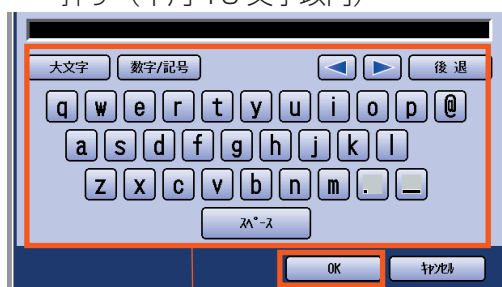 大文字 数字/記号 後退
q w e r t y u i o p @
a s d f g h j k l
z x c v b n m . _
ｽﾍﾟｰｽ
OK ｷｬﾝｾﾙ